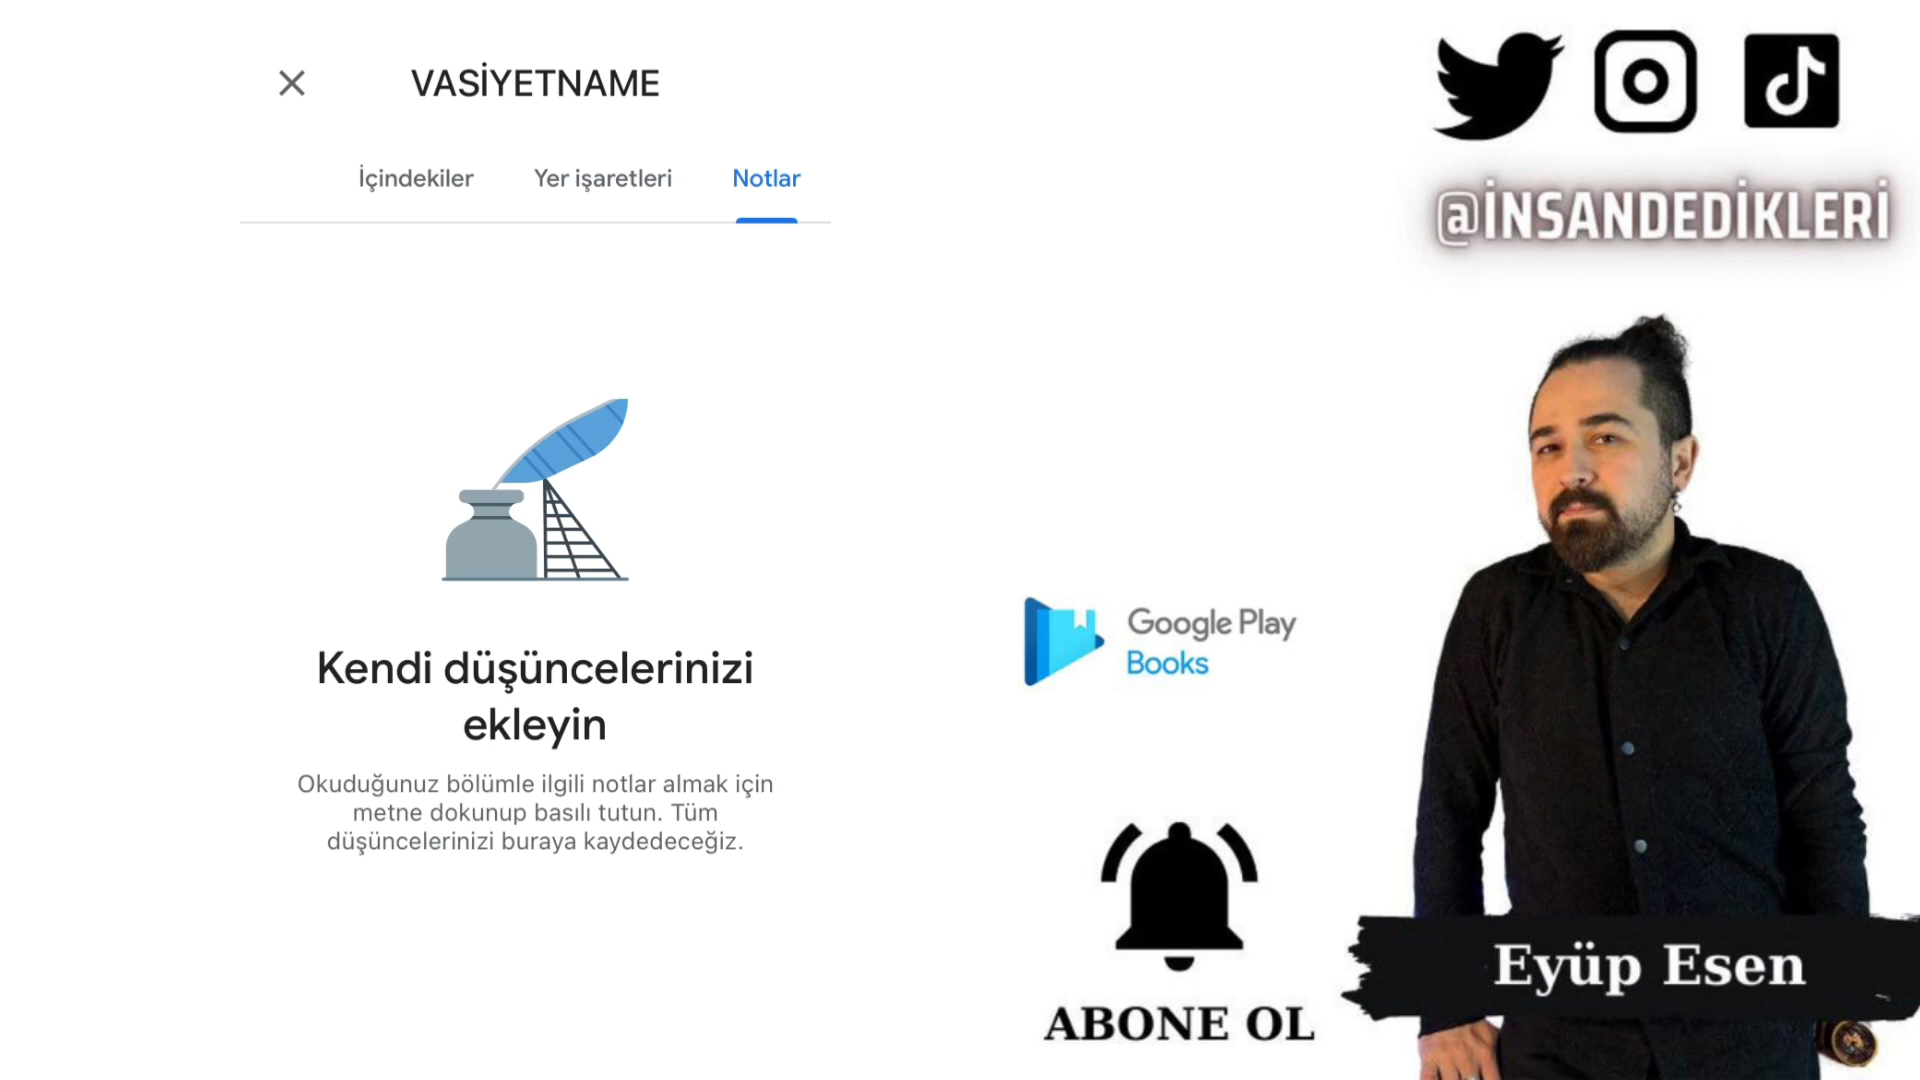 VASİYETNAME
İçindekiler Yer işaretleri Notlar
Kendi düşüncelerinizi
ekleyin
Okuduğunuz bölümle ilgili notlar almak için
metne dokunup basılı tutun. Tüm
düşüncelerinizi buraya kaydedeceğiz.
Google Play
Books
ABONE OL
@İNSANDEDİKLERİ
Eyüp Esen